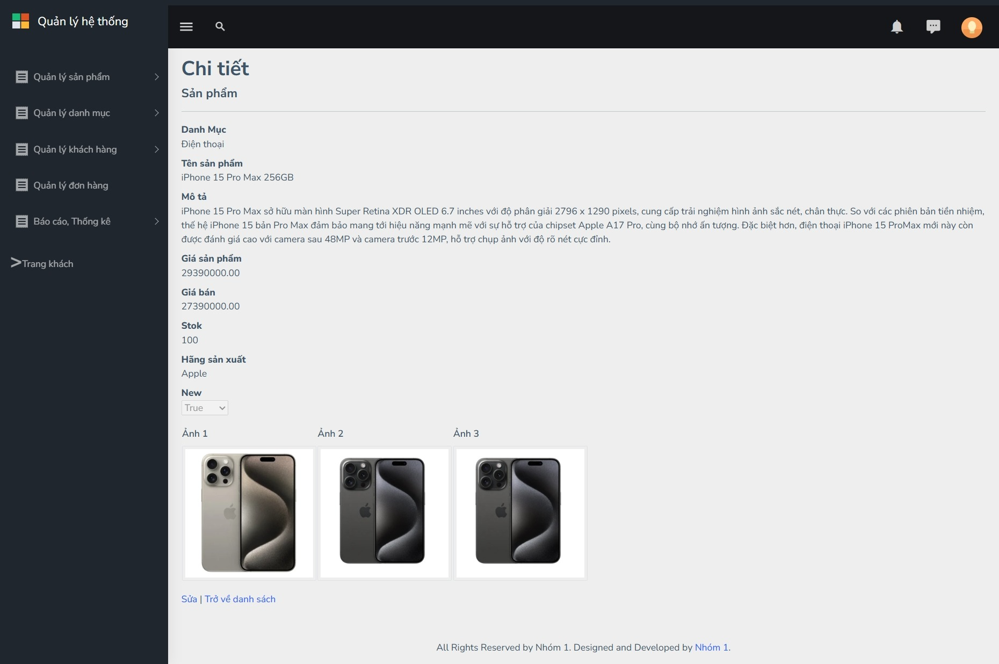 Quản lý hệ thống
Quản lý sản phẩm
Quản lý danh mục
Quản lý khách hàng
Quản lý đơn hàng
Báo cáo, Thống kê
>Trang khách
Chi tiết
Sản phẩm
Danh Mục
Điện thoại
Tên sản phẩm
iPhone 15 Pro Max 256GB
Mô tả
iPhone 15 Pro Max sở hữu màn hình Super Retina XDR OLED 6.7 inches với độ phân giải 2796 x 1290 pixels, cung cấp trải nghiệm hình ảnh sắc nét, chân thực. So với các phiên bản tiền nhiệm,
thế hệ iPhone 15 bản Pro Max đảm bảo mang tới hiệu năng mạnh mẽ với sự hỗ trợ của chipset Apple A17 Pro, cùng bộ nhớ ấn tượng. Đặc biệt hơn, điện thoại iPhone 15 ProMax mới này còn
được đánh giá cao với camera sau 48MP và camera trước 12MP, hỗ trợ chụp ảnh với độ rõ nét cực đỉnh.
Giá sản phẩm
29390000.00
Giá bán
27390000.00
Stok
100
Hãng sản xuất
Apple
New
True
Ảnh 1 Ảnh 2 Ảnh 3
Sửa | Trở về danh sách
All Rights Reserved by Nhóm 1. Designed and Developed by Nhóm 1.